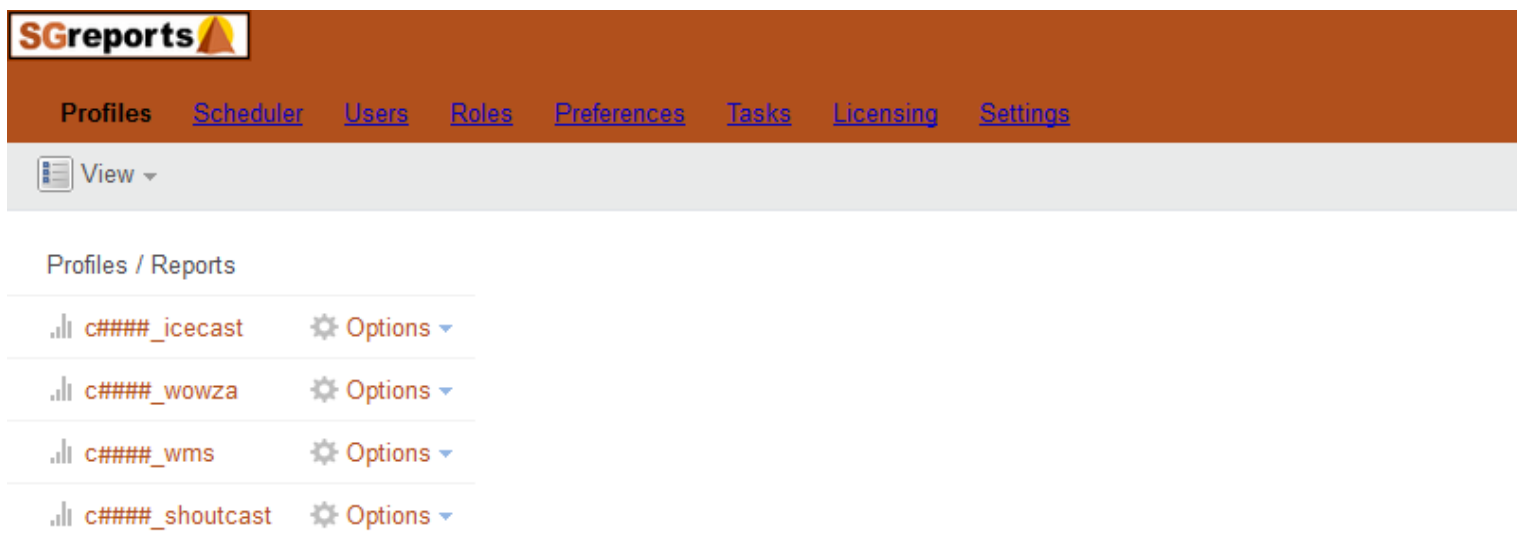 SGreports
Profiles Scheduler Users Roles Preferences Tasks Licensing Settings
View
Profiles / Reports
c####_icecast Options
c####_wowza Options
c####_wms Options
c####_shoutcast Options